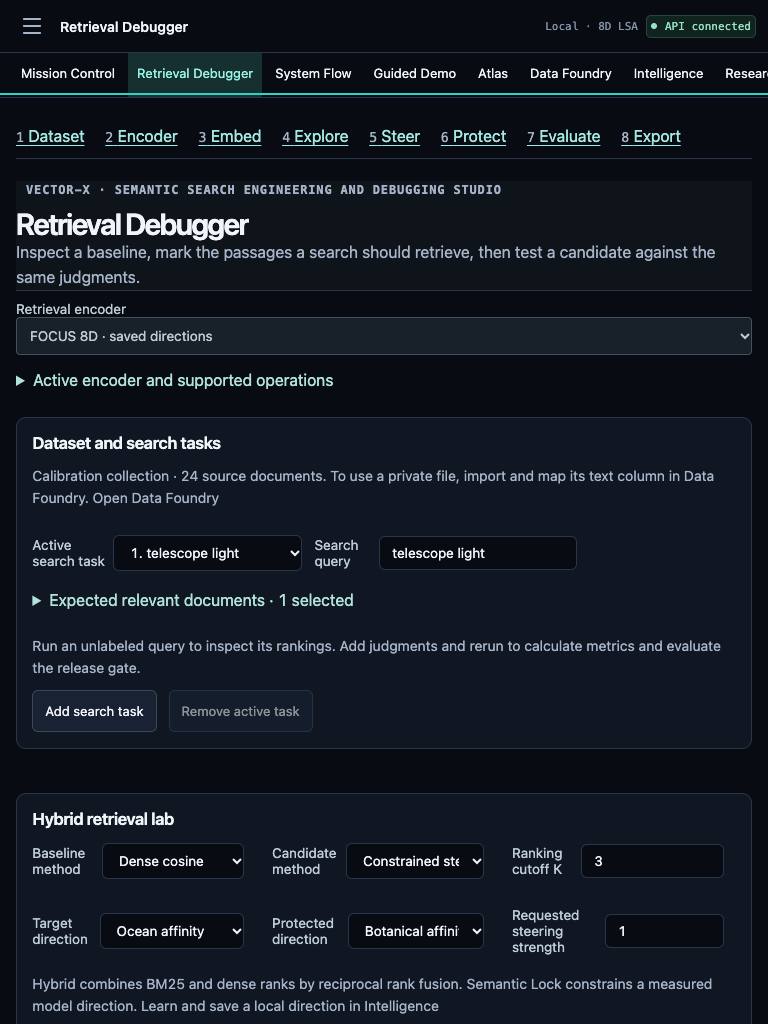 Retrieval Debugger
Local · 8D LSA
API connected
Mission Control Retrieval Debugger System Flow Guided Demo Atlas Data Foundry Intelligence Resear
1 Dataset 2 Encoder 3 Embed 4 Explore 5 Steer 6 Protect 7 Evaluate 8 Export
VECTOR-X · SEMANTIC SEARCH ENGINEERING AND DEBUGGING STUDIO
Retrieval Debugger
Inspect a baseline, mark the passages a search should retrieve, then test a candidate against the
same judgments.
Retrieval encoder
FOCUS 8D · saved directions
Active encoder and supported operations
Dataset and search tasks
Calibration collection · 24 source documents. To use a private file, import and map its text column in Data
Foundry. Open Data Foundry
Active
search task
1. telescope light
Search
query
telescope light
Expected relevant documents · 1 selected
Run an unlabeled query to inspect its rankings. Add judgments and rerun to calculate metrics and evaluate
the release gate.
Add search task
Remove active task
Hybrid retrieval lab
Baseline
method
Dense cosine
Candidate
method
Constrained ste
Ranking
cutoff K
3
Target
direction
Ocean affinity
Protected
direction
Botanical affini
Requested
steering
strength
1
Hybrid combines BM25 and dense ranks by reciprocal rank fusion. Semantic Lock constrains a measured
model direction. Learn and save a local direction in Intelligence